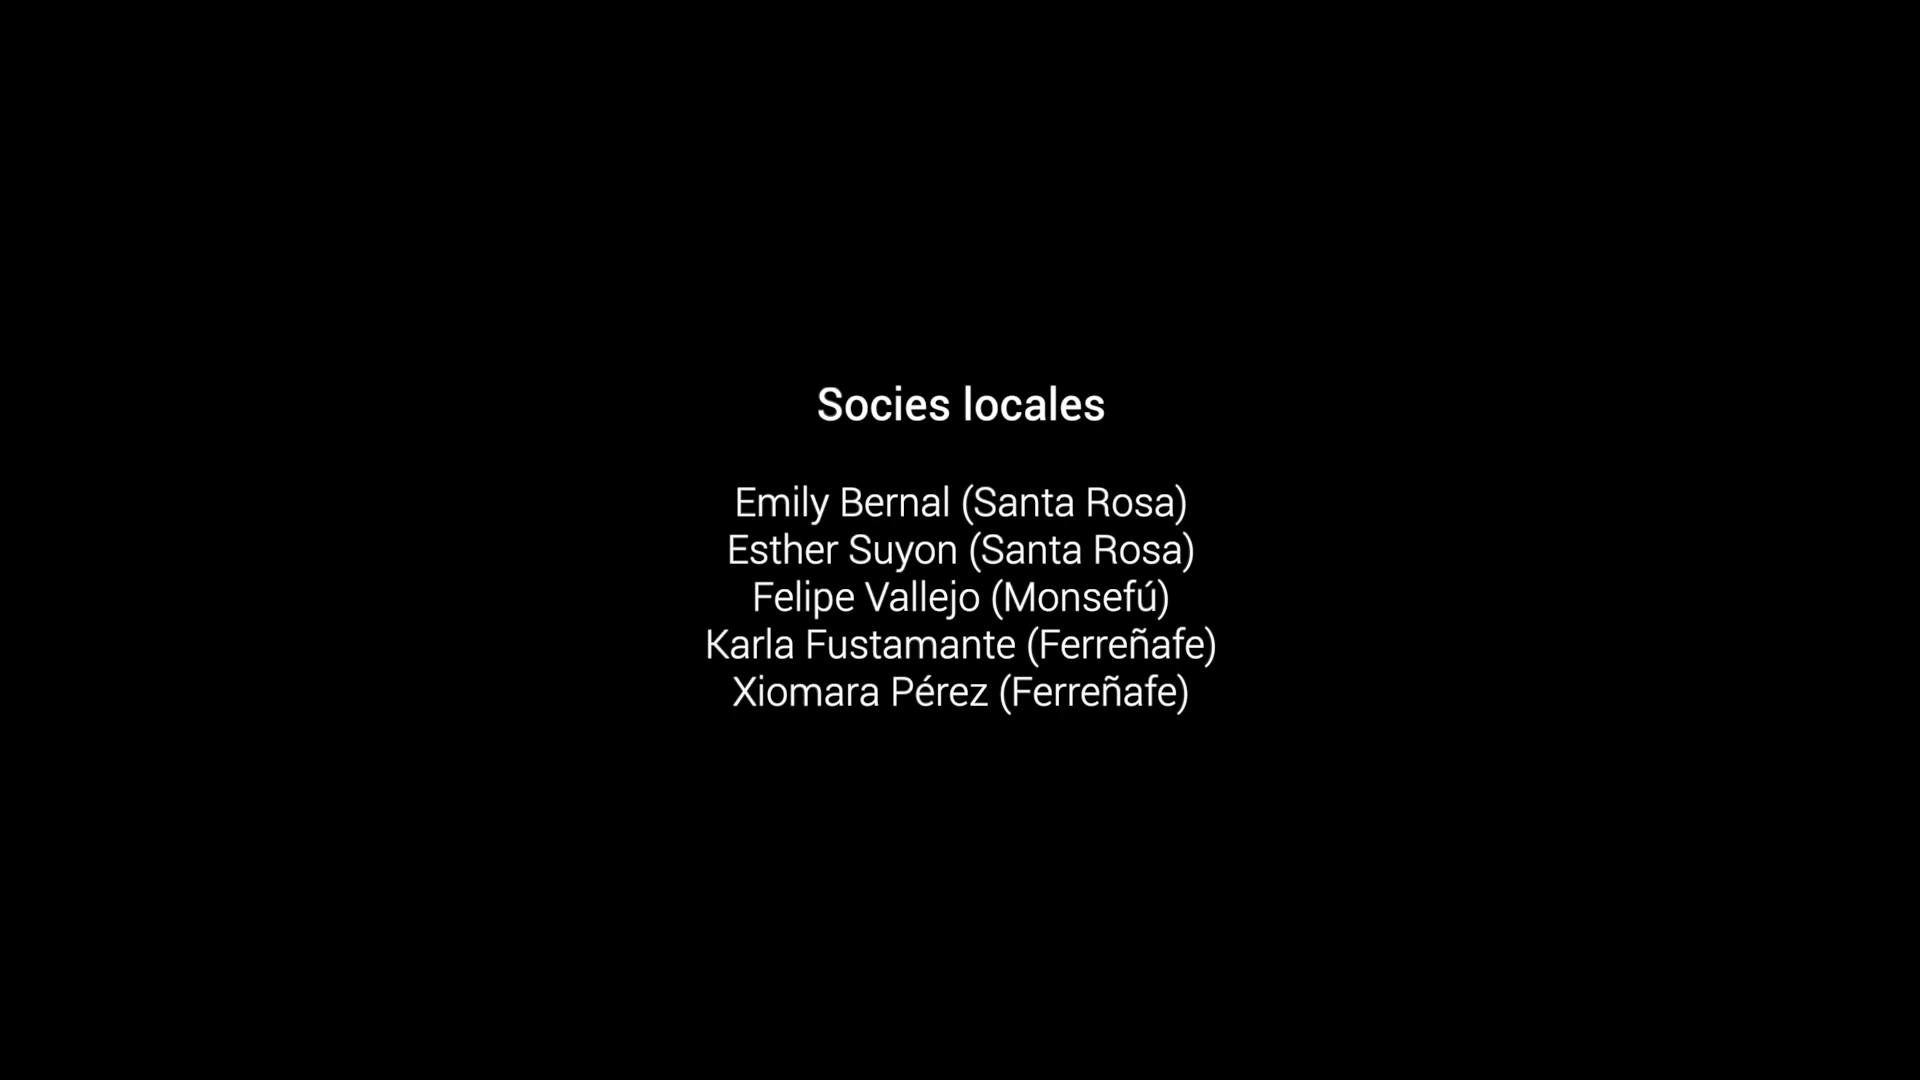 Socies locales
Emily Bernal (Santa Rosa)
Esther Suyon (Santa Rosa)
Felipe Vallejo (Monsefú)
Karla Fustamante (Ferreñafe)
Xiomara Pérez (Ferreñafe)